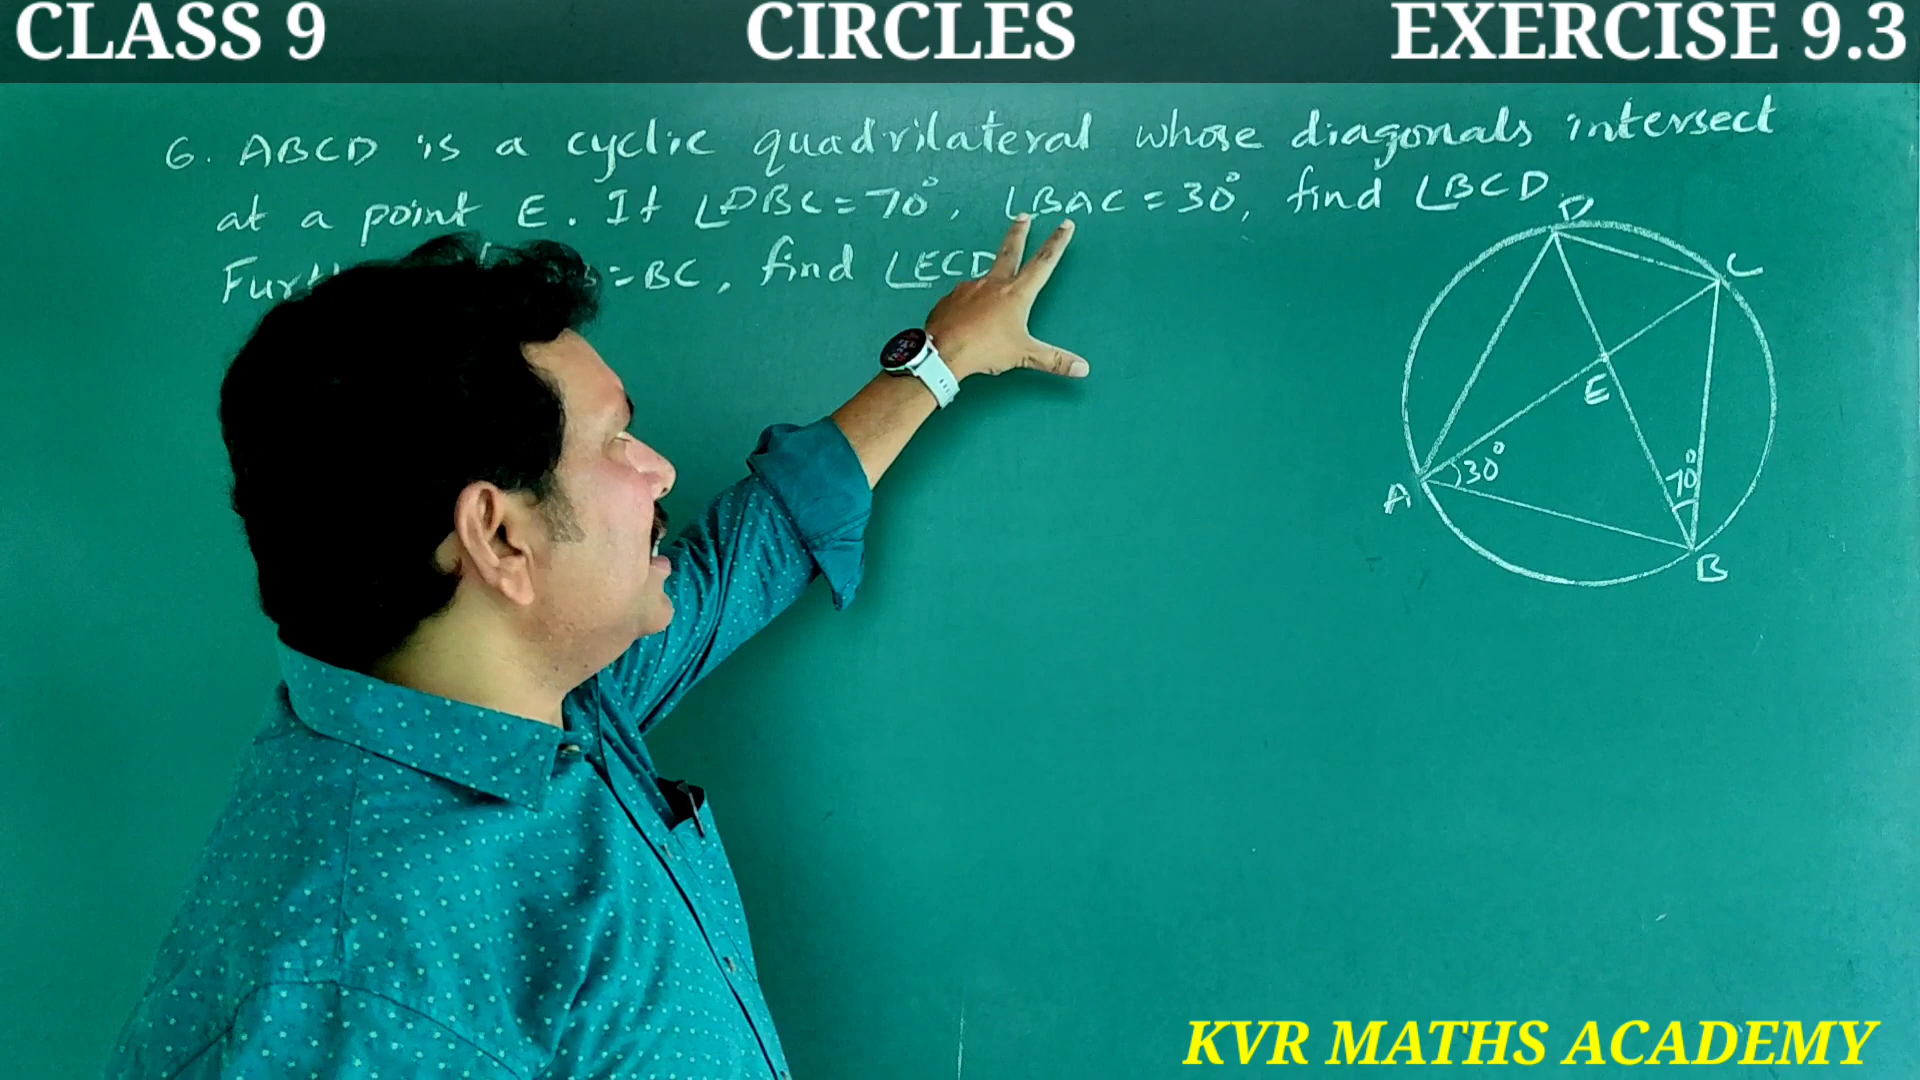 CLASS 9 CIRCLES EXERCISE 9.3
6. ABCD is a cyclic quadrilateral whose diagonals intersect
at a point E. If ∠DBC = 70°, ∠BAC = 30°, find ∠BCD.
= BC, find ∠ECD
D
C
E
A
30°
70°
B
KVR MATHS ACADEMY